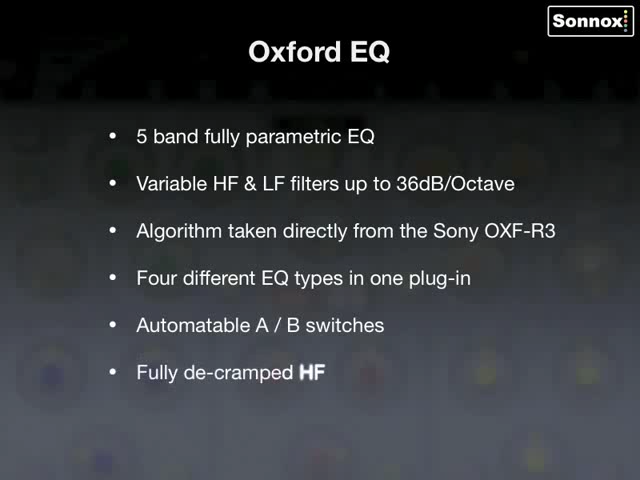 Sonnox
Oxford EQ
• 5 band fully parametric EQ
• Variable HF & LF filters up to 36dB/Octave
• Algorithm taken directly from the Sony OXF-R3
• Four different EQ types in one plug-in
• Automatable A / B switches
• Fully de-cramped HF